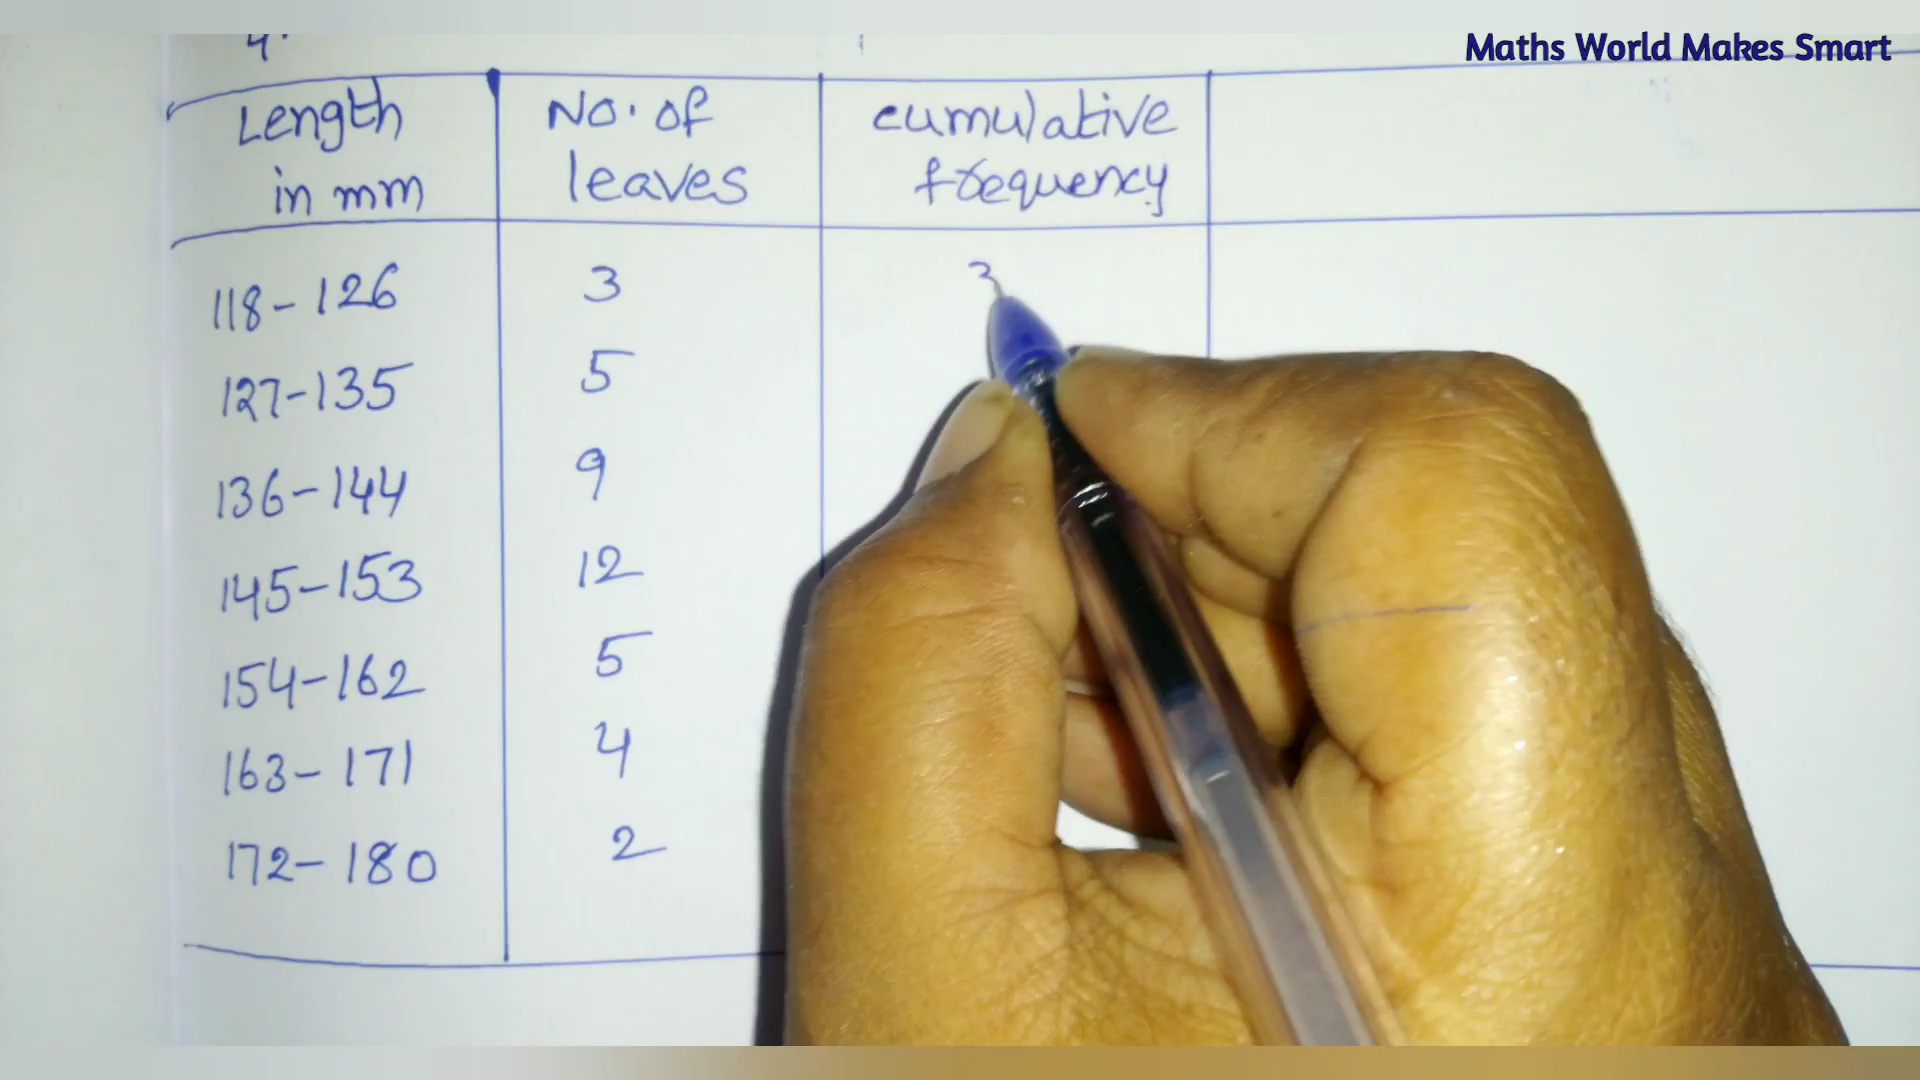 Maths World Makes Smart
4.
Length in mm No. of leaves cumulative frequency
118-126 3 3
127-135 5
136-144 9
145-153 12
154-162 5
163-171 4
172-180 2